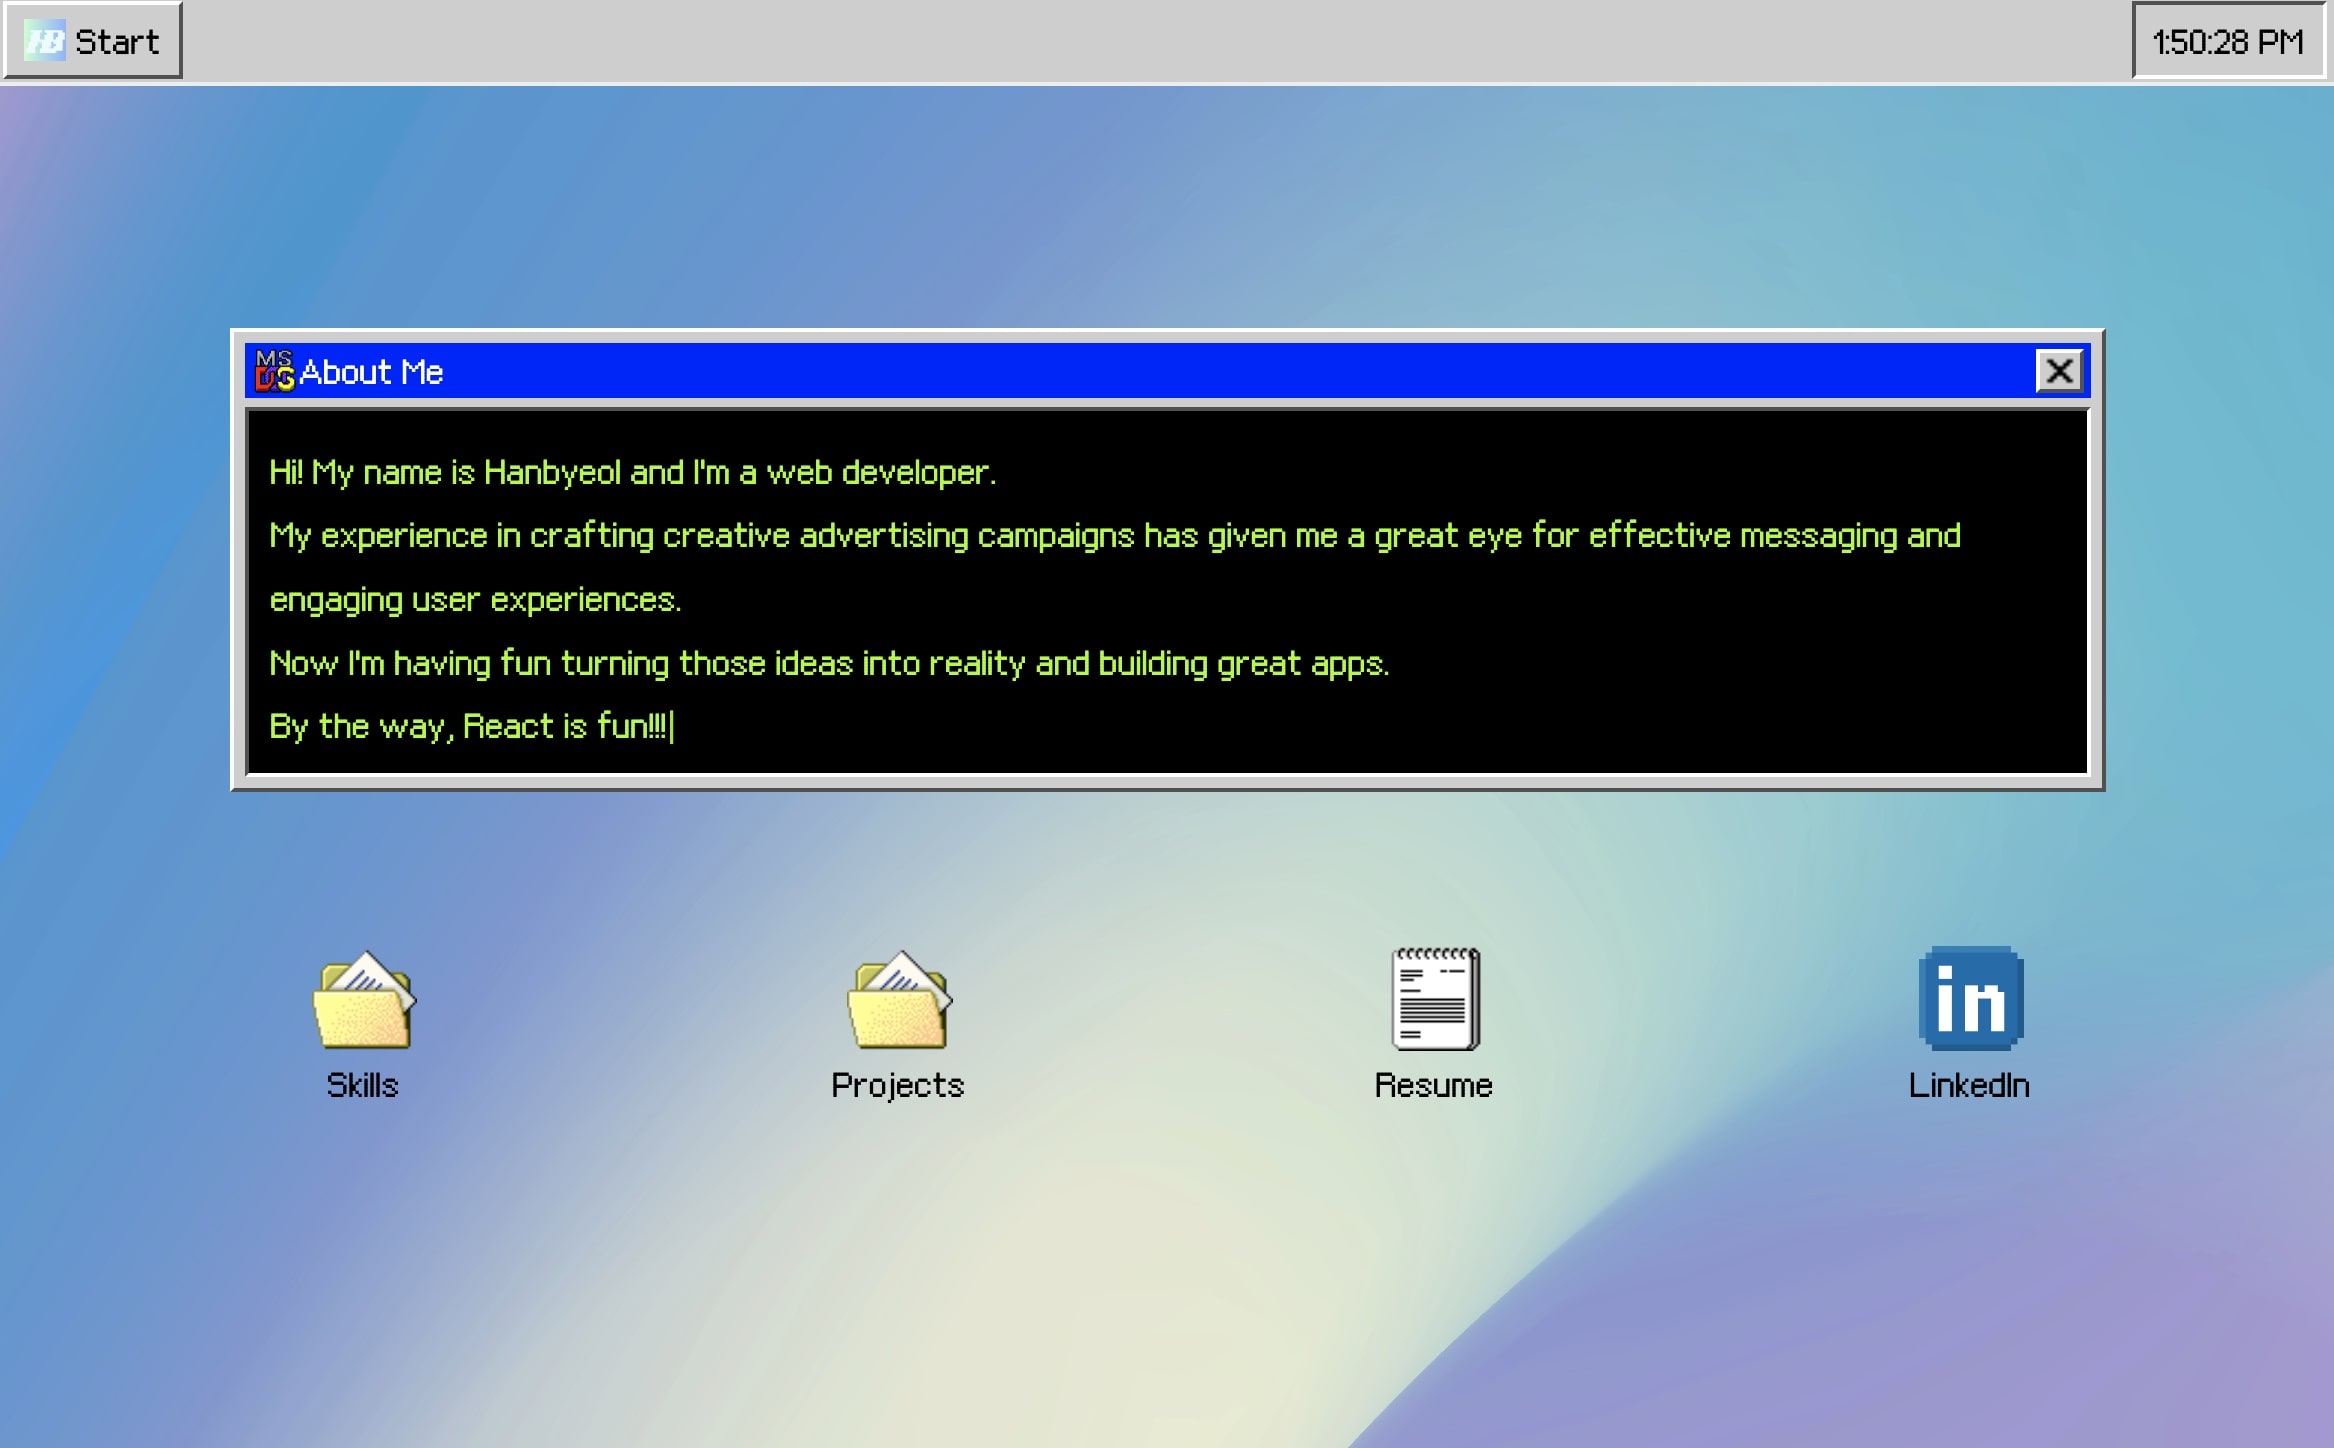 HB Start
1:50:28 PM
About Me
Hi! My name is Hanbyeol and I'm a web developer.
My experience in crafting creative advertising campaigns has given me a great eye for effective messaging and
engaging user experiences.
Now I'm having fun turning those ideas into reality and building great apps.
By the way, React is fun!!!
Skills
Projects
Resume
in
LinkedIn